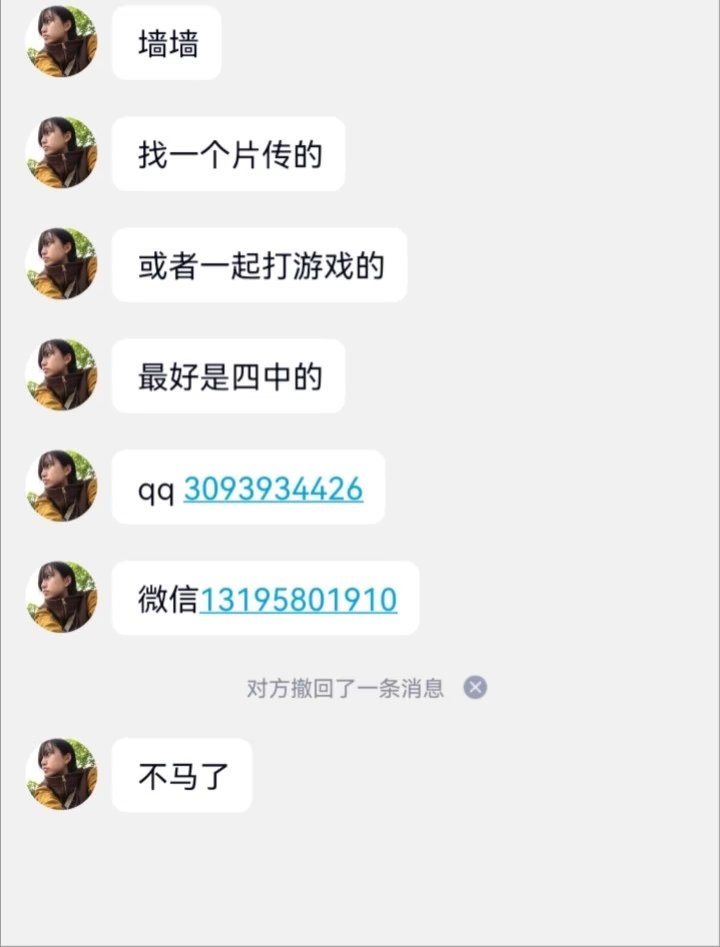 墙墙
找一个片传的
或者一起打游戏的
最好是四中的
qq 3093934426
微信13195801910
对方撤回了一条消息
不马了